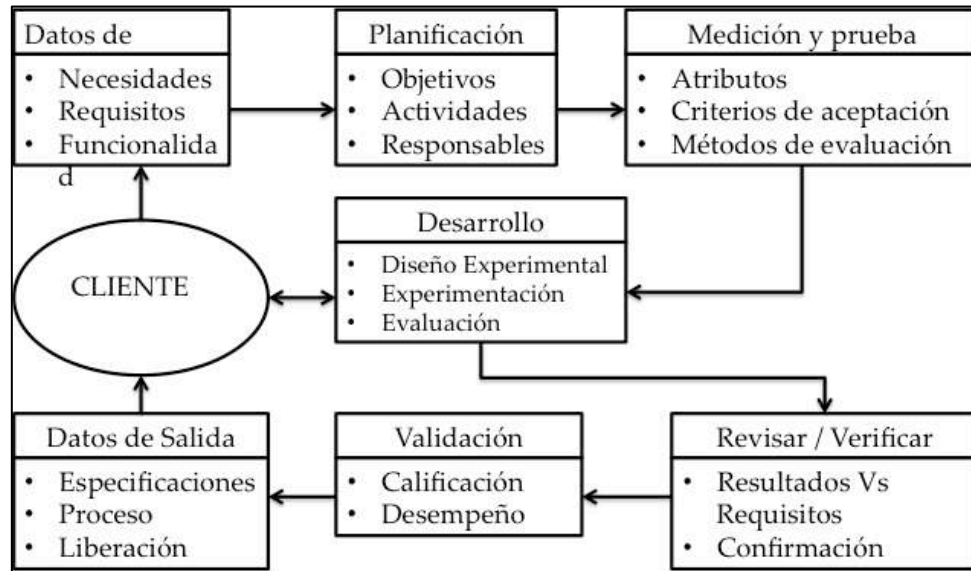 Datos de
• Necesidades
• Requisitos
• Funcionalida
d
Planificación
• Objetivos
• Actividades
• Responsables
Medición y prueba
• Atributos
• Criterios de aceptación
• Métodos de evaluación
CLIENTE
Desarrollo
• Diseño Experimental
• Experimentación
• Evaluación
Datos de Salida
• Especificaciones
• Proceso
• Liberación
Validación
• Calificación
• Desempeño
Revisar / Verificar
• Resultados Vs
Requisitos
• Confirmación